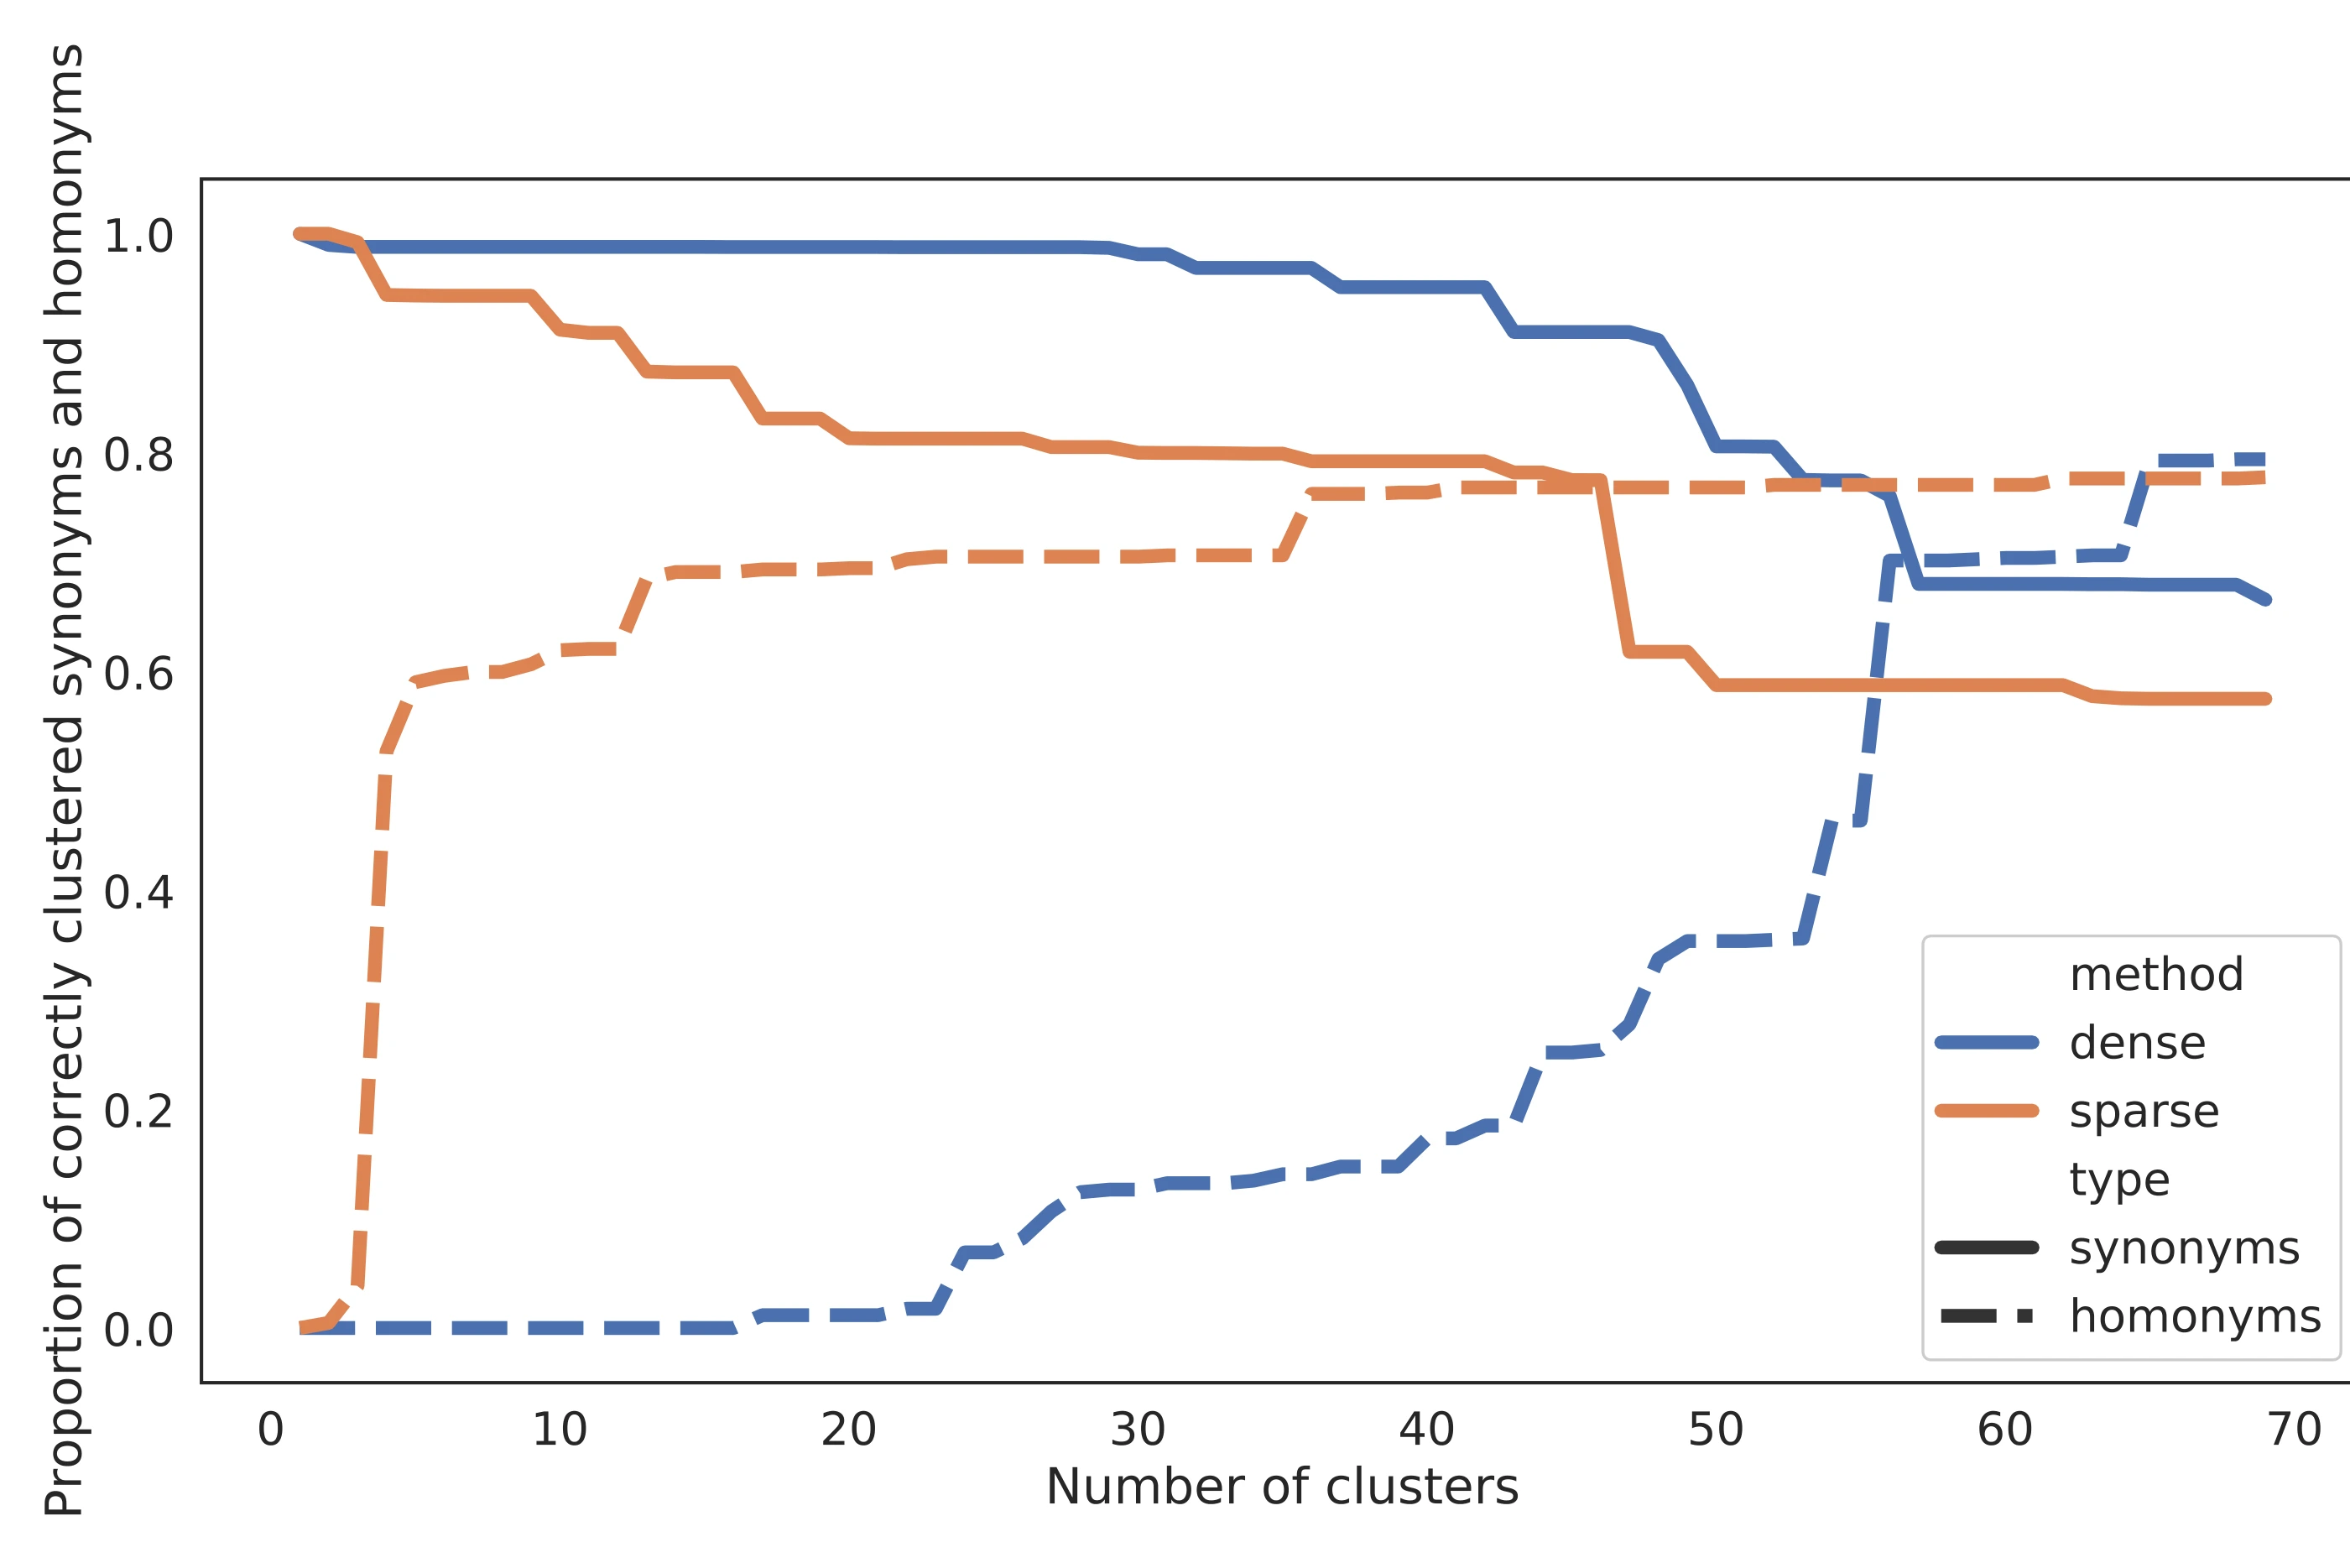 Proportion of correctly clustered synonyms and homonyms
1.0
0.8
0.6
0.4
0.2
0.0
0 10 20 30 40 50 60 70
Number of clusters
method
dense
sparse
type
synonyms
homonyms